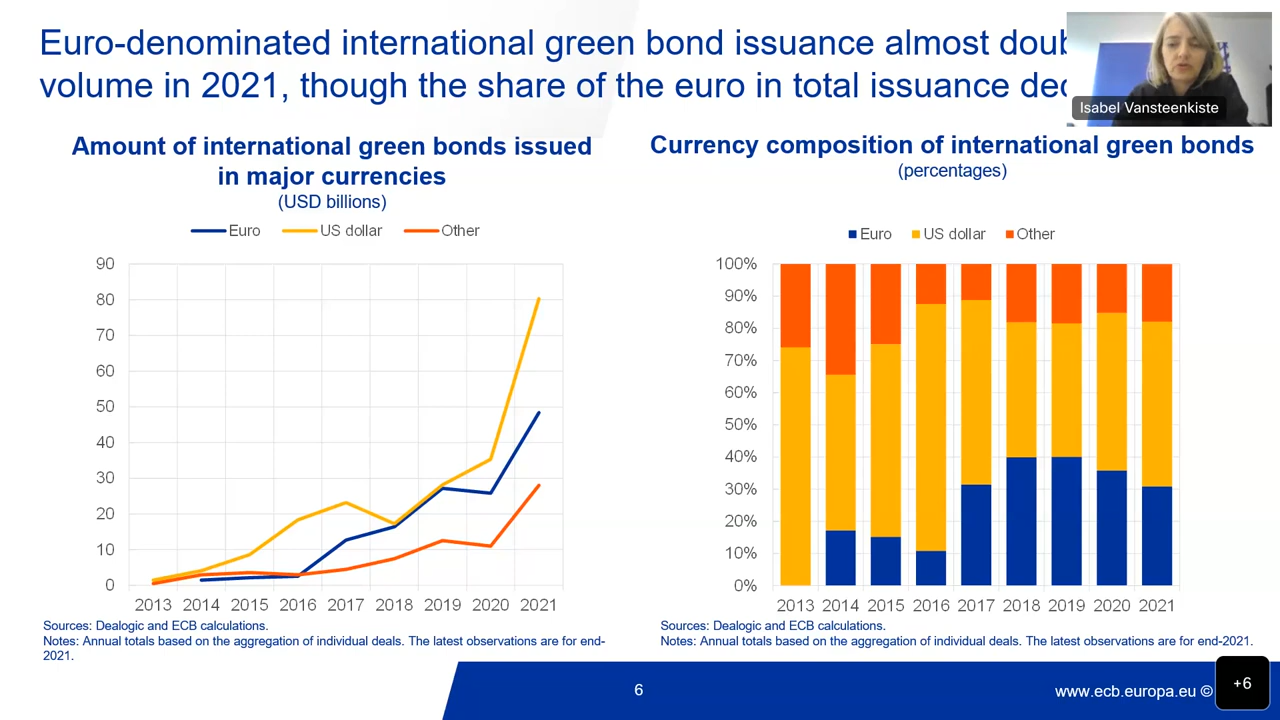 Euro-denominated international green bond issuance almost
volume in 2021, though the share of the euro in total issuance
Isabel Vansteenkiste
Amount of international green bonds issued
in major currencies
(USD billions)
Euro US dollar Other
90
80
70
60
50
40
30
20
10
0
2013 2014 2015 2016 2017 2018 2019 2020 2021
Sources: Dealogic and ECB calculations.
Notes: Annual totals based on the aggregation of individual deals. The latest observations are for end-
2021.
Currency composition of international green bonds
(percentages)
Euro US dollar Other
100%
90%
80%
70%
60%
50%
40%
30%
20%
10%
0%
2013 2014 2015 2016 2017 2018 2019 2020 2021
Sources: Dealogic and ECB calculations.
Notes: Annual totals based on the aggregation of individual deals. The latest observations are for end-2021.
6
www.ecb.europa.eu ©
+6